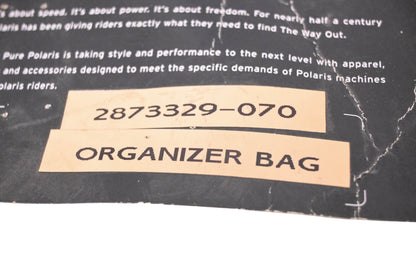 's about speed. It's about power. It's about freedom. For nearly half a century
olaris has been giving riders exactly what they need to find The Way Out.
Pure Polaris is taking style and performance to the next level with apparel,
and accessories designed to meet the specific demands of Polaris machines
olaris riders.
2873329-070
ORGANIZER BAG